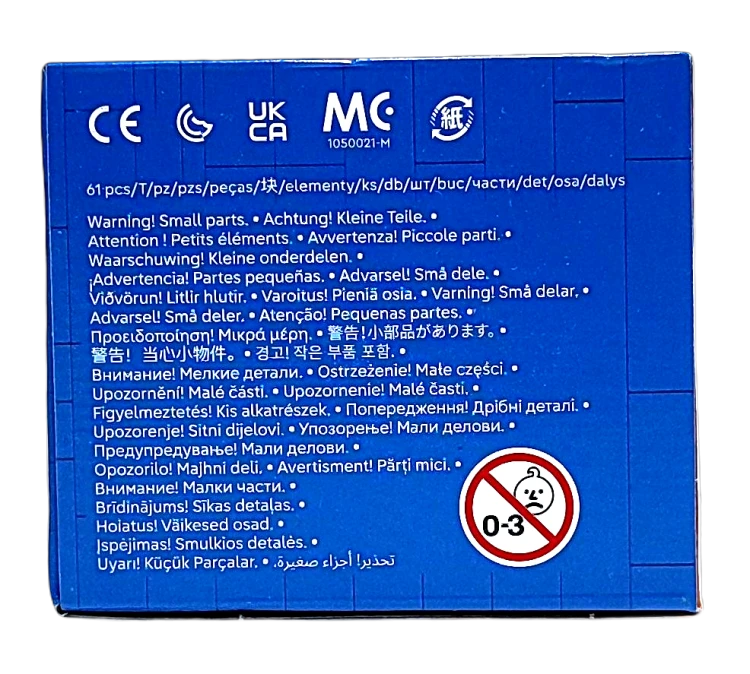 CE UK MC 紙
CA
1050021-M
61 pcs/T/pz/pzs/peças/块/elementy/ks/db/шт/buc/части/det/osa/dalys
Warning! Small parts. • Achtung! Kleine Teile. •
Attention ! Petits éléments. • Avvertenza! Piccole parti. •
Waarschuwing! Kleine onderdelen. •
¡Advertencia! Partes pequeñas. • Advarsel! Små dele. •
Viðvörun! Litlir hlutir. • Varoitus! Pieniä osia. • Varning! Små delar. •
Advarsel! Små deler. • Atenção! Pequenas partes. •
Προειδοποίηση! Μικρά μέρη. • 警告!小部品があります。 •
警告！当心小物件。 • 경고! 작은 부품 포함. •
Внимание! Мелкие детали. • Ostrzeżenie! Małe części. •
Upozornění! Malé části. • Upozornenie! Malé časti. •
Figyelmeztetés! Kis alkatrészek. • Попередження! Дрібні деталі. •
Upozorenje! Sitni dijelovi. • Упозорење! Мали делови. •
Предупредување! Мали делови. •
Opozorilo! Majhni deli. • Avertisment! Părți mici. •
Внимание! Малки части. •
Brīdinājums! Sīkas detaļas. •
Hoiatus! Väikesed osad. •
Įspėjimas! Smulkios detalės. •
Uyarı! Küçük Parçalar. • تحذير! أجزاء صغيرة.
0-3